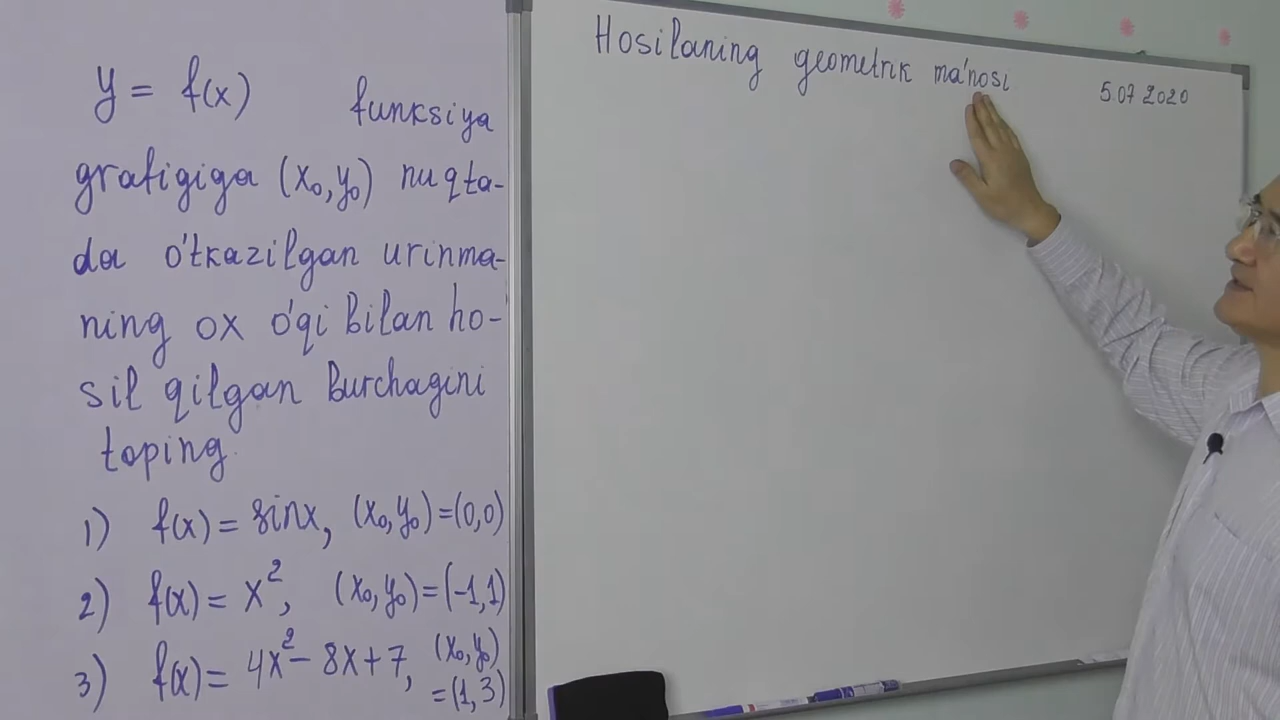 y = f(x) funksiya
grafigiga (x₀, y₀) nuqta-
da o'tkazilgan urinma-
ning ox o'qi bilan ho-
sil qilgan burchagini
toping.
1) f(x) = sinx, (x₀, y₀) = (0,0)
2) f(x) = x², (x₀, y₀) = (-1,1)
3) f(x) = 4x² - 8x + 7, (x₀, y₀)
= (1,3)
Hosilaning geometrik ma'nosi
5.07 2020